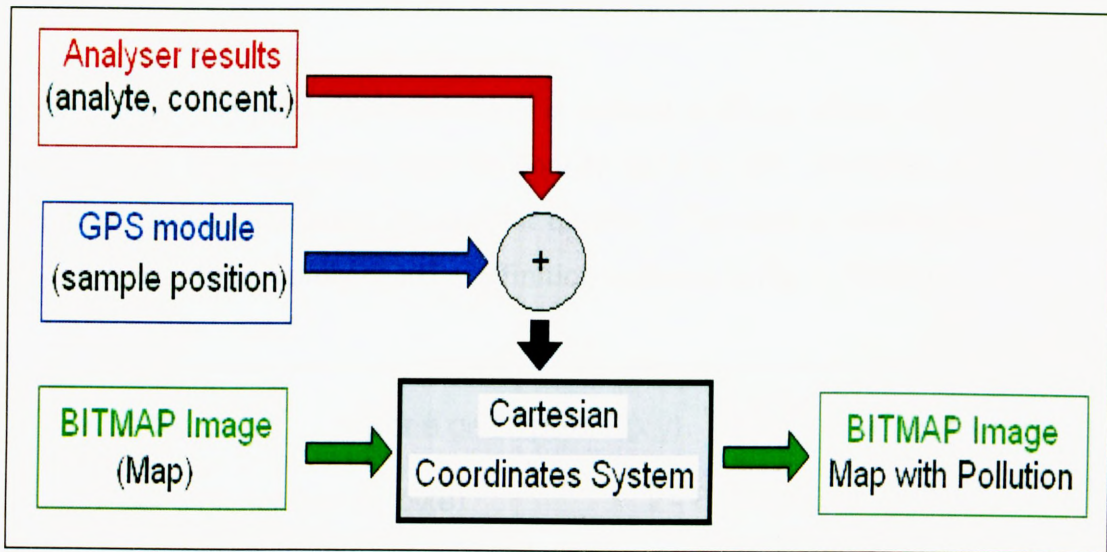 Analyser results
(analyte, concent.)
GPS module
(sample position)
+
BITMAP Image
(Map)
Cartesian
Coordinates System
BITMAP Image
Map with Pollution